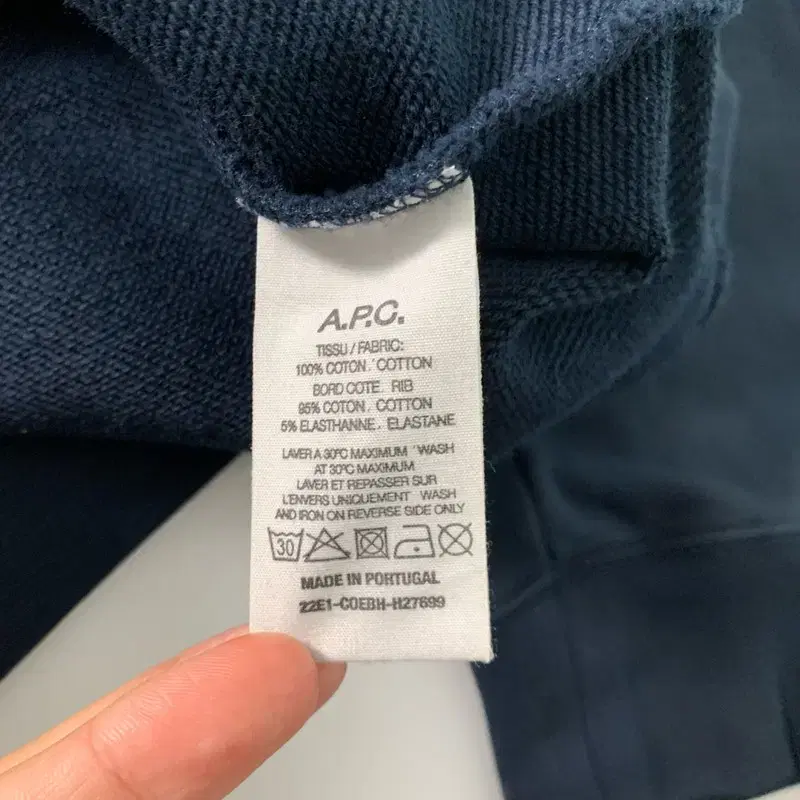 A.P.C.
TISSU / FABRIC:
100% COTON / COTTON
BORD COTE / RIB
95% COTON / COTTON
5% ELASTHANNE / ELASTANE
LAVER A 30°C MAXIMUM / WASH
AT 30°C MAXIMUM
LAVER ET REPASSER SUR
L'ENVERS UNIQUEMENT / WASH
AND IRON ON REVERSE SIDE ONLY
30
MADE IN PORTUGAL
22E1-COEBH-H27699